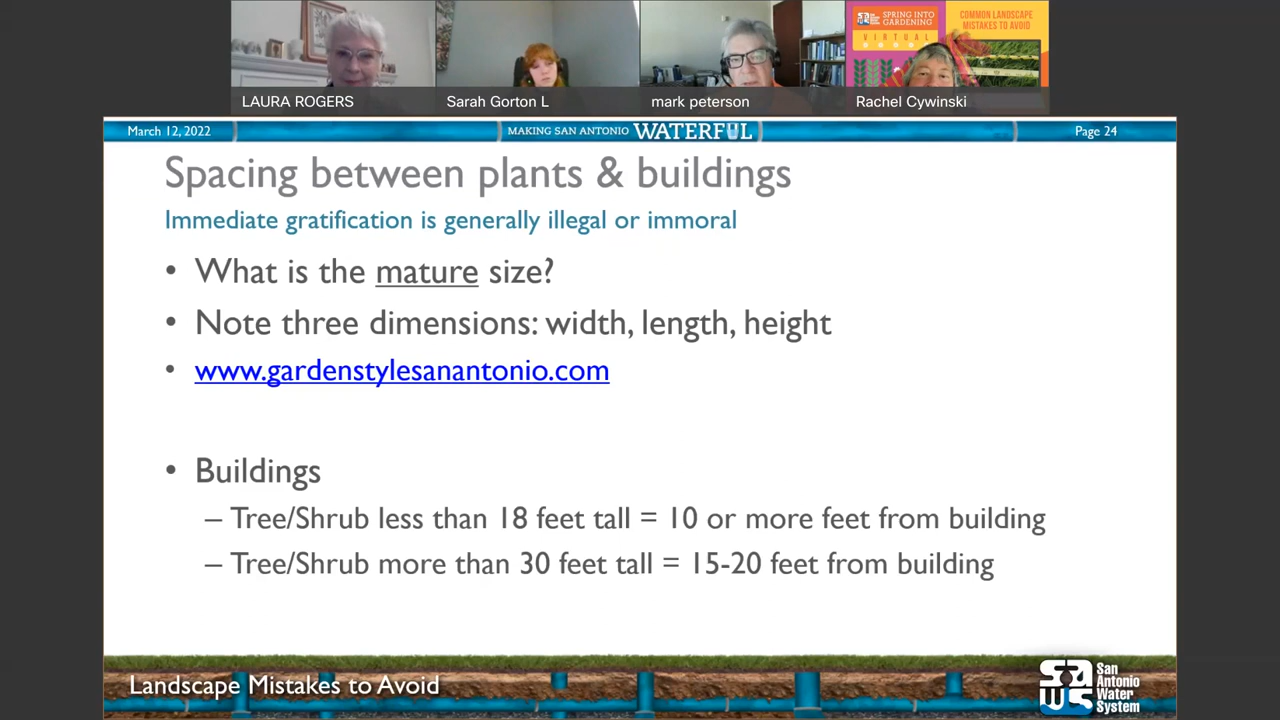 SPRING INTO
GARDENING
VIRTUAL
COMMON LANDSCAPE
MISTAKES TO AVOID
LAURA ROGERS
Sarah Gorton L
mark peterson
Rachel Cywinski
March 12, 2022
MAKING SAN ANTONIO WATERFUL
Page 24
Spacing between plants & buildings
Immediate gratification is generally illegal or immoral
• What is the mature size?
• Note three dimensions: width, length, height
• www.gardenstylesanantonio.com
• Buildings
– Tree/Shrub less than 18 feet tall = 10 or more feet from building
– Tree/Shrub more than 30 feet tall = 15-20 feet from building
Landscape Mistakes to Avoid
saws
San
Antonio
Water
System